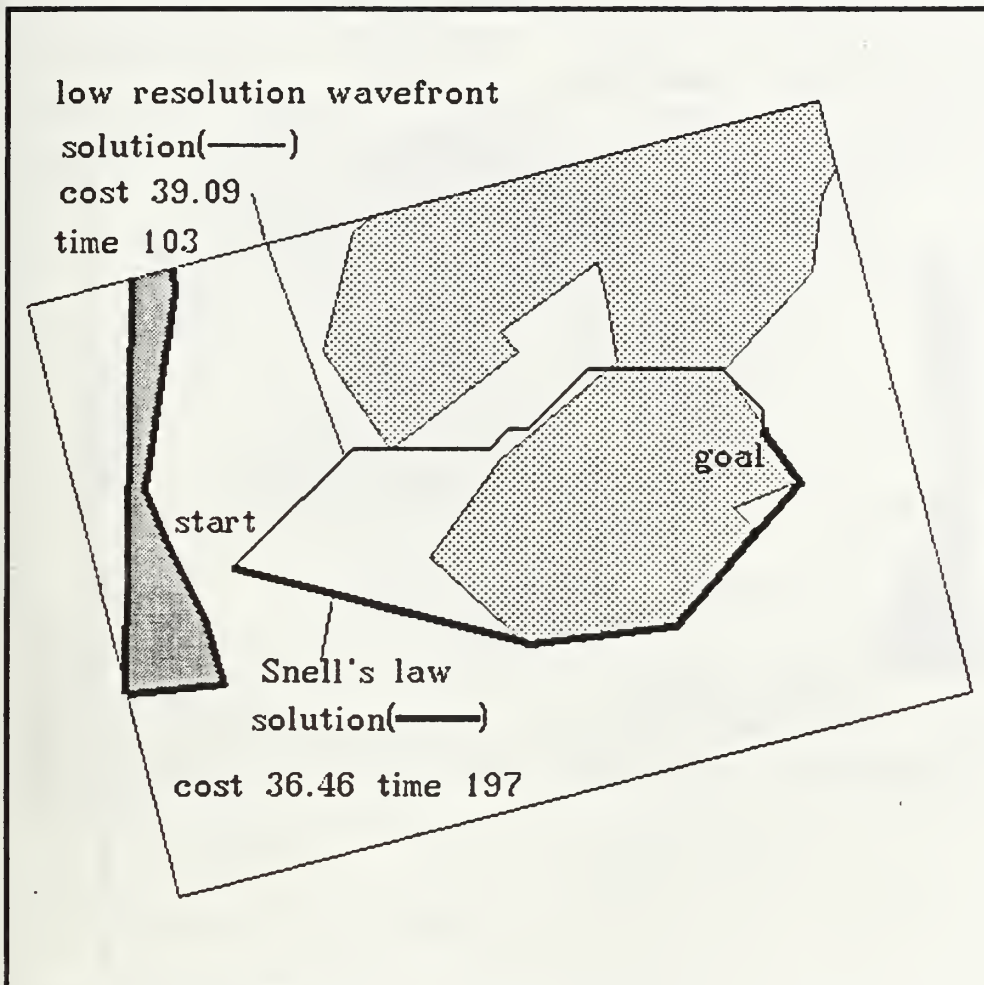 low resolution wavefront
solution(——)
cost 39.09
time 103
goal
start
Snell's law
solution(——)
cost 36.46 time 197